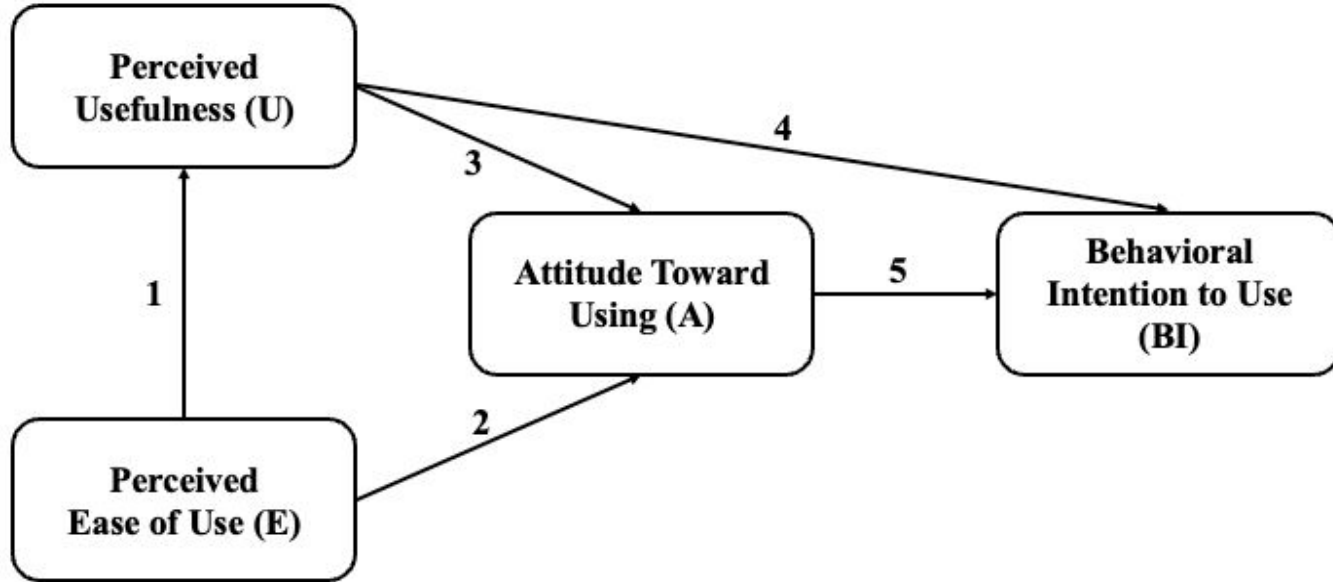 Perceived
Usefulness (U)
4
3
1
Attitude Toward
Using (A)
5
Behavioral
Intention to Use
(BI)
2
Perceived
Ease of Use (E)